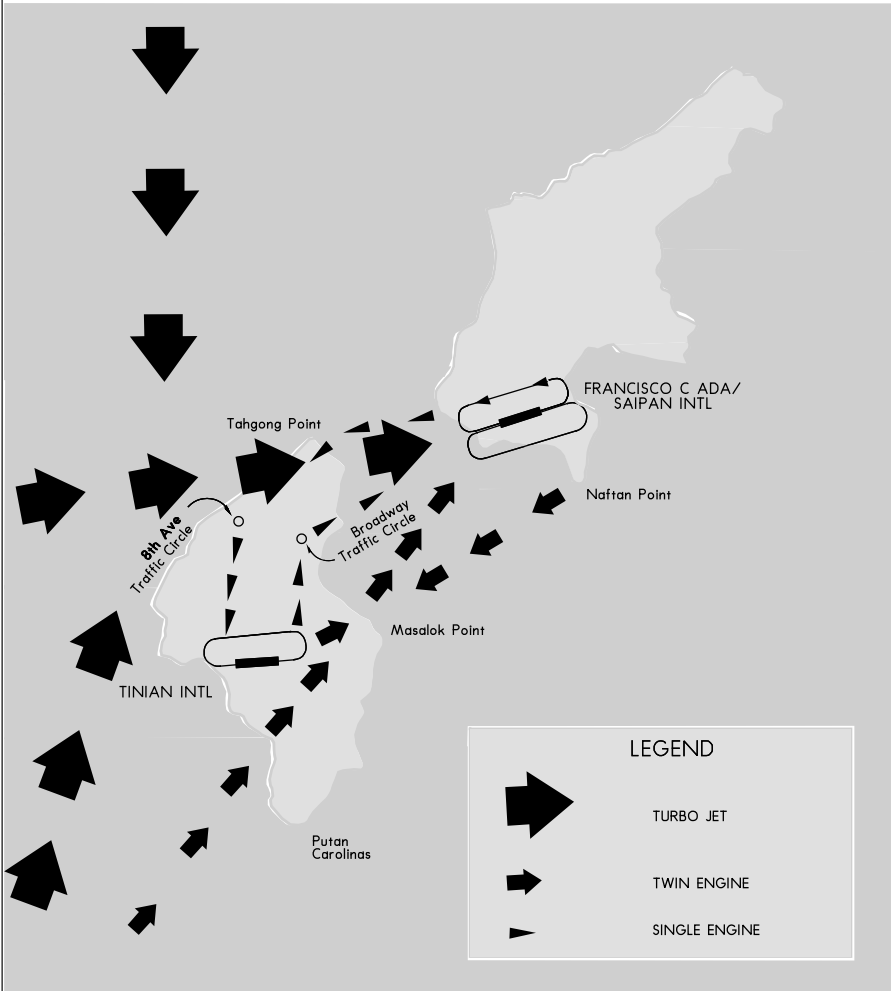 FRANCISCO C ADA/
SAIPAN INTL
Tahgong Point
Naftan Point
8th Ave
Traffic Circle
Broadway
Traffic Circle
Masalok Point
TINIAN INTL
Putan
Carolinas
LEGEND
TURBO JET
TWIN ENGINE
SINGLE ENGINE